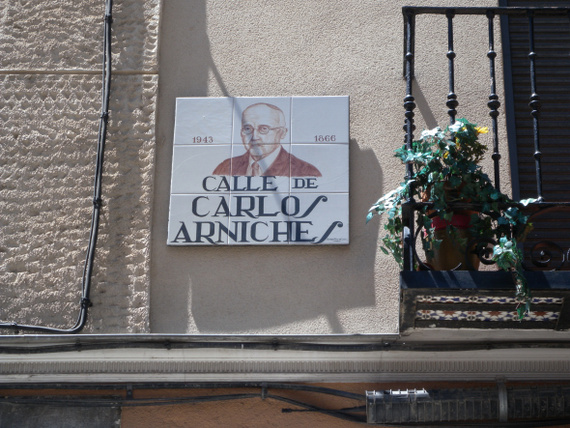 1943 1866
CALLE DE
CARLOS
ARNICHES